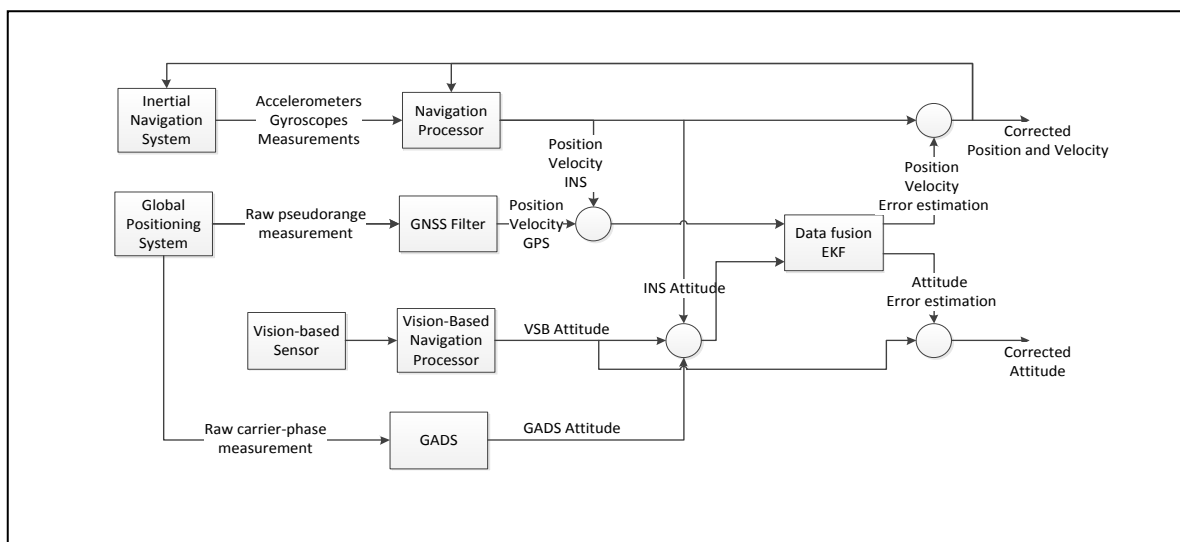 Inertial
Navigation
System
Accelerometers
Gyroscopes
Measurements
Navigation
Processor
Corrected
Position and Velocity
Position
Velocity
INS
Position
Velocity
Error estimation
Global
Positioning
System
Raw pseudorange
measurement
GNSS Filter
Position
Velocity
GPS
Data fusion
EKF
INS Attitude
Attitude
Error estimation
Vision-based
Sensor
Vision-Based
Navigation
Processor
VSB Attitude
Corrected
Attitude
Raw carrier-phase
measurement
GADS
GADS Attitude